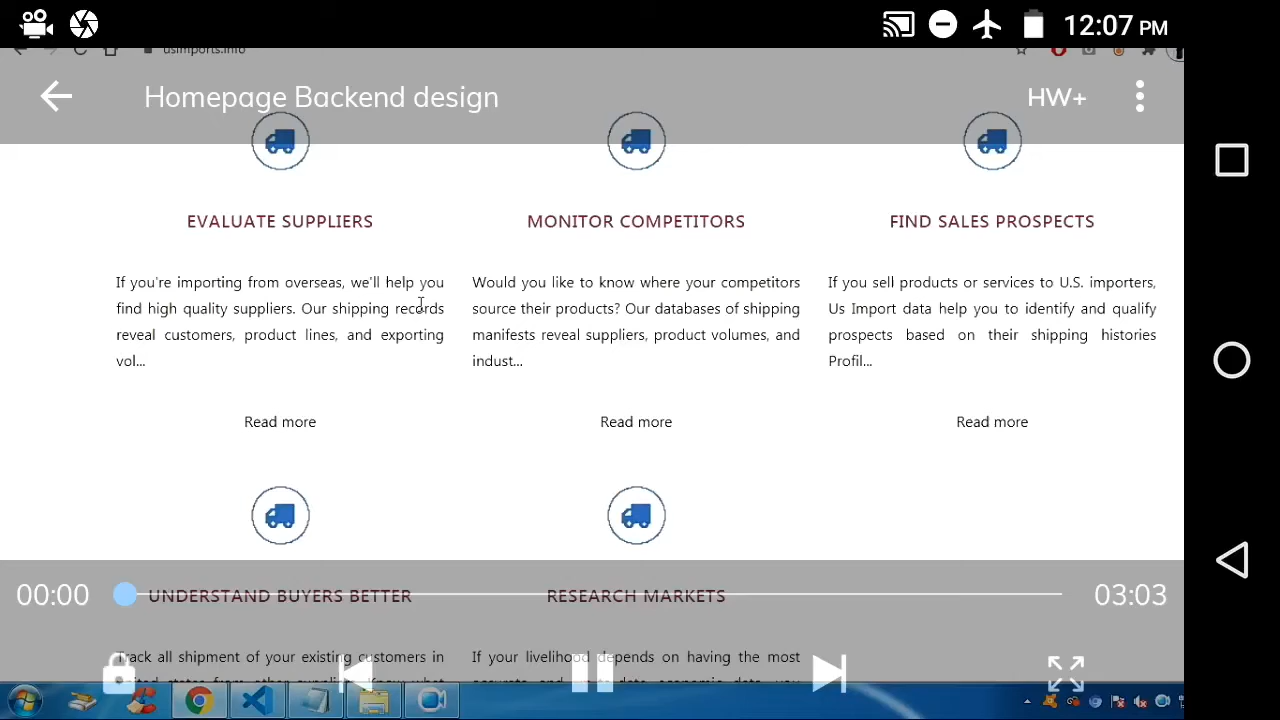 12:07 PM
usimports.info
Homepage Backend design
HW+
EVALUATE SUPPLIERS
If you're importing from overseas, we'll help you
find high quality suppliers. Our shipping records
reveal customers, product lines, and exporting
vol...
Read more
MONITOR COMPETITORS
Would you like to know where your competitors
source their products? Our databases of shipping
manifests reveal suppliers, product volumes, and
indust...
Read more
FIND SALES PROSPECTS
If you sell products or services to U.S. importers,
Us Import data help you to identify and qualify
prospects based on their shipping histories
Profil...
Read more
00:00
03:03
UNDERSTAND BUYERS BETTER
Track all shipment of your existing customers in
RESEARCH MARKETS
If your livelihood depends on having the most